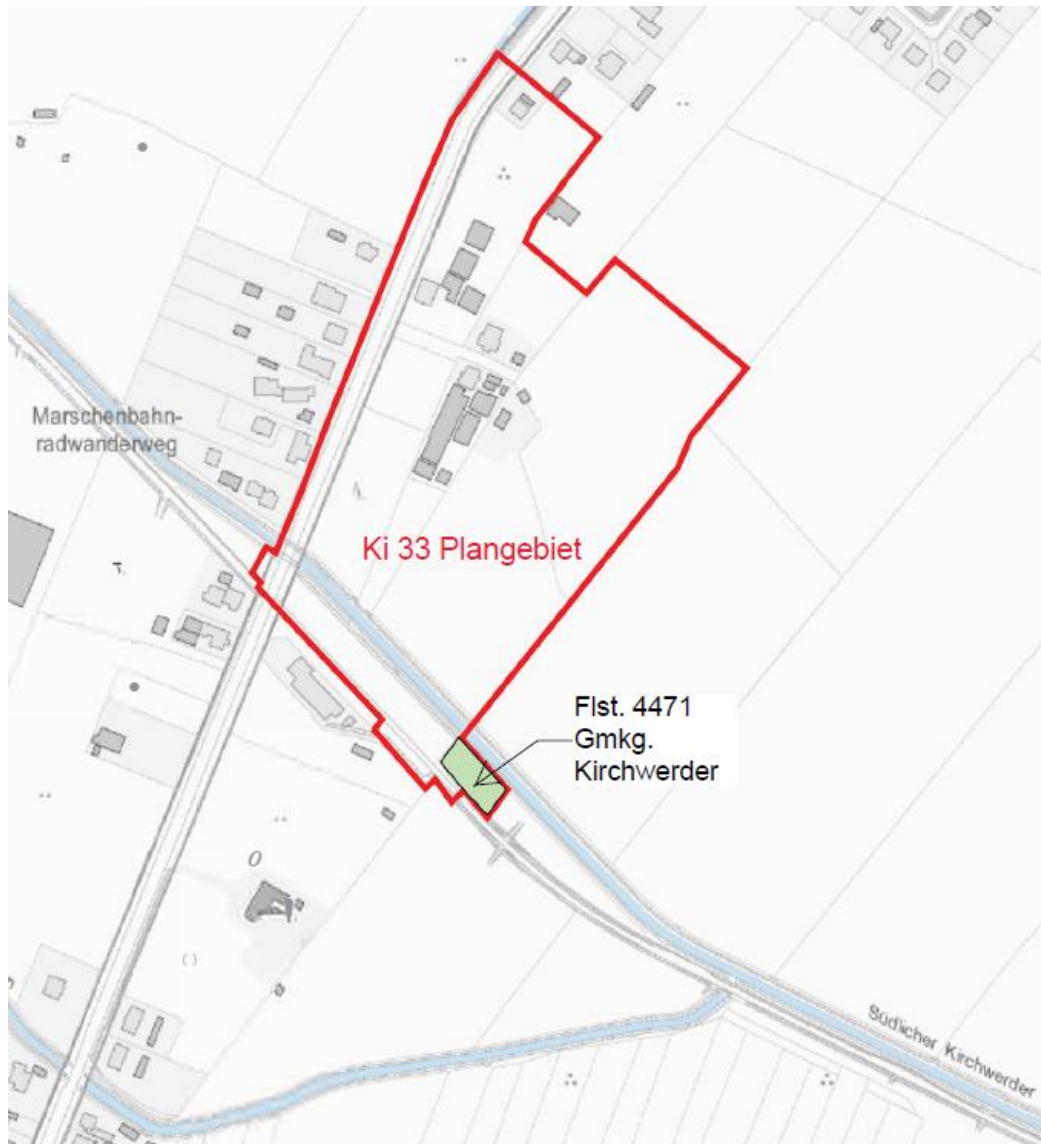 Marschenbahn-
radwanderweg
Ki 33 Plangebiet
Flst. 4471
Gmkg.
Kirchwerder
Südlicher Kirchwerder